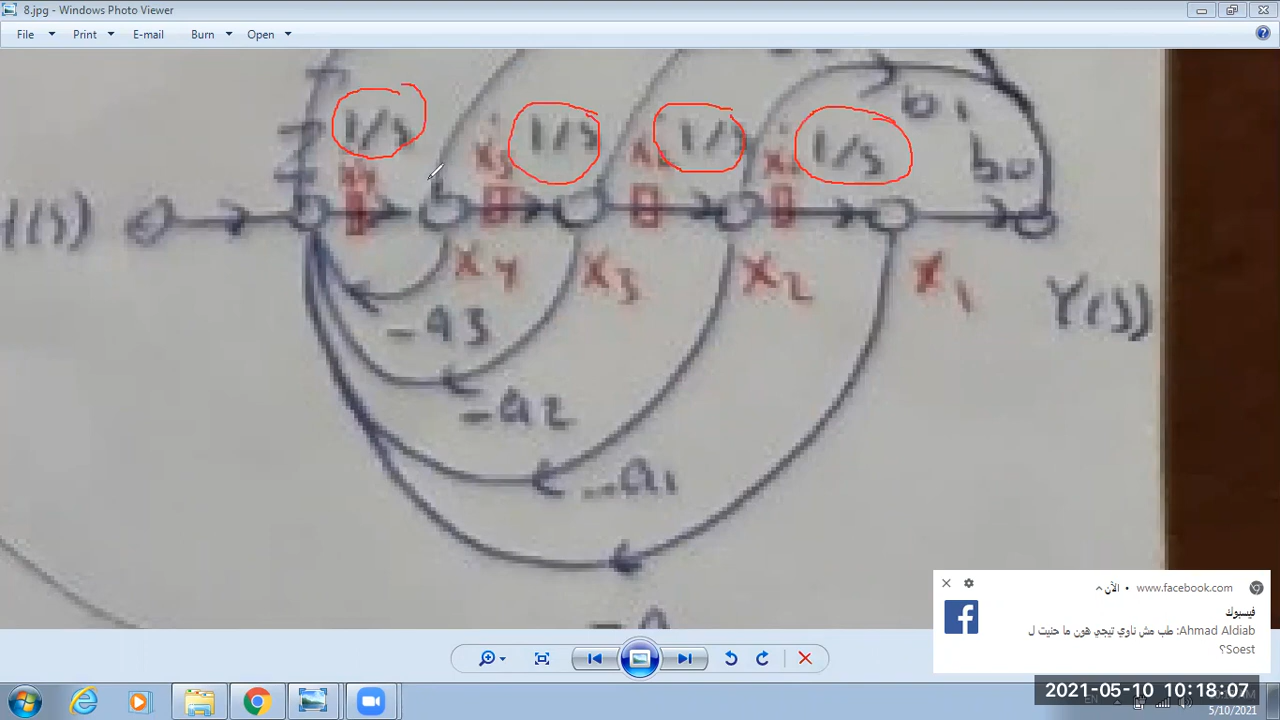 8.jpg - Windows Photo Viewer
File Print Burn E-mail Open
1/s 1/s 1/s 1/s
b1
b0
x4 x3 x2 x1
Y(s)
-a3
-a2
-a1
www.facebook.com • الآن
فيسبوك
Ahmad Aldiab: طب مش ناوي تيجي هون ما حنيت ل
Soest؟
2021-05-10 10:18:07
EN
5/10/2021